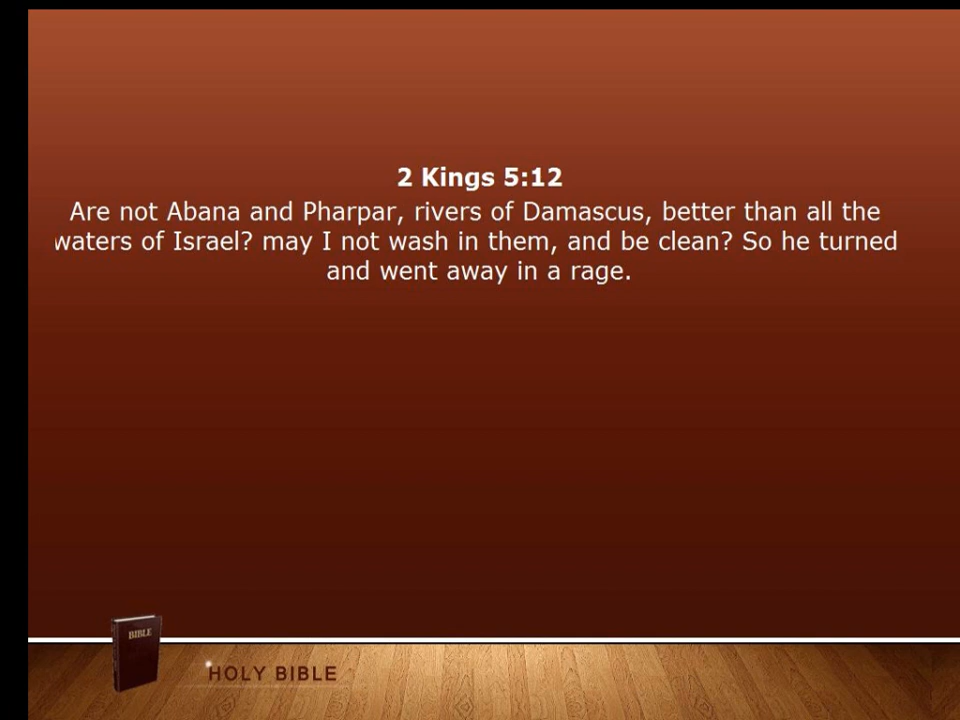 2 Kings 5:12
Are not Abana and Pharpar, rivers of Damascus, better than all the
waters of Israel? may I not wash in them, and be clean? So he turned
and went away in a rage.
BIBLE
HOLY BIBLE